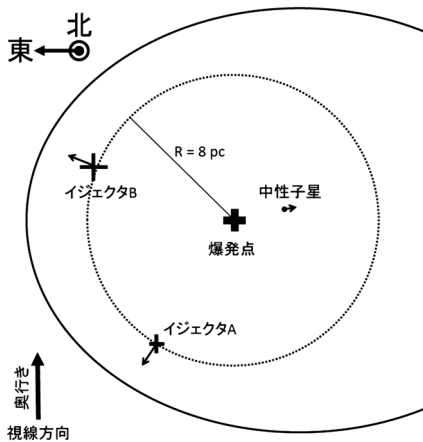 北
東
R = 8 pc
イジェクタB
中性子星
爆発点
イジェクタA
奥行き
視線方向